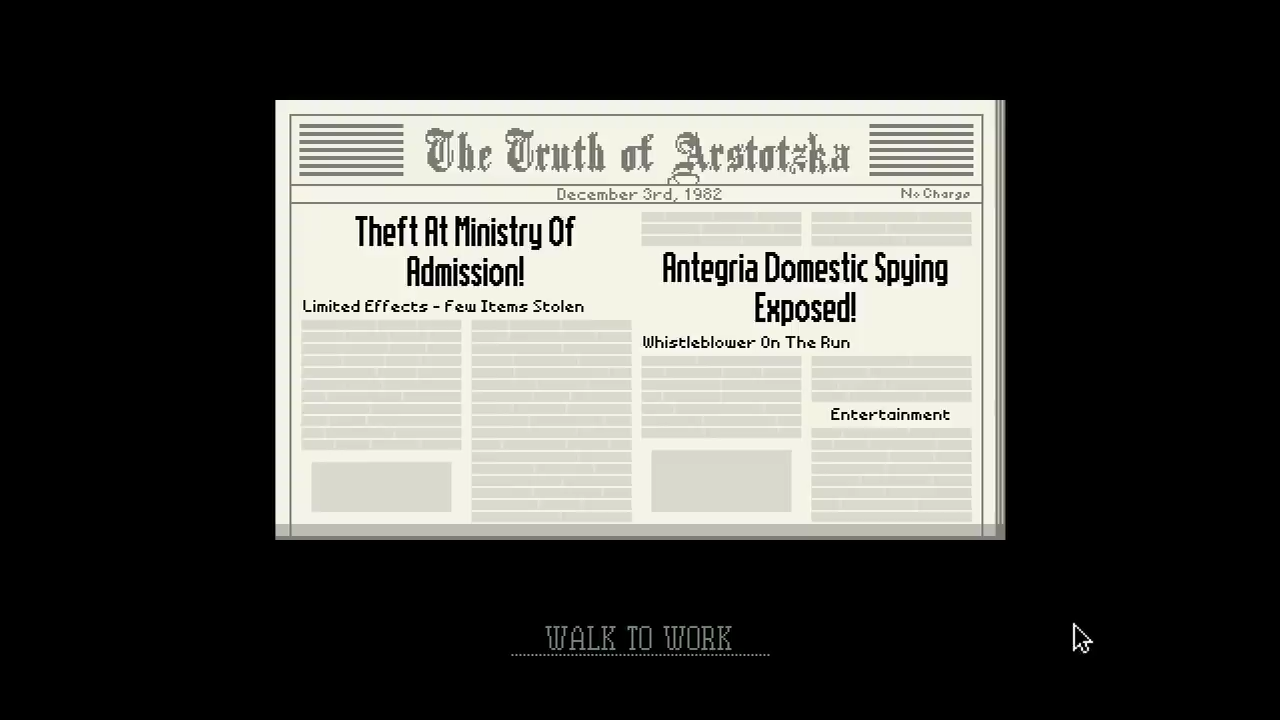 The Truth of Arstotzka
December 3rd, 1982
No Charge
Theft At Ministry Of
Admission!
Limited Effects - Few Items Stolen
Antegria Domestic Spying
Exposed!
Whistleblower On The Run
Entertainment
WALK TO WORK